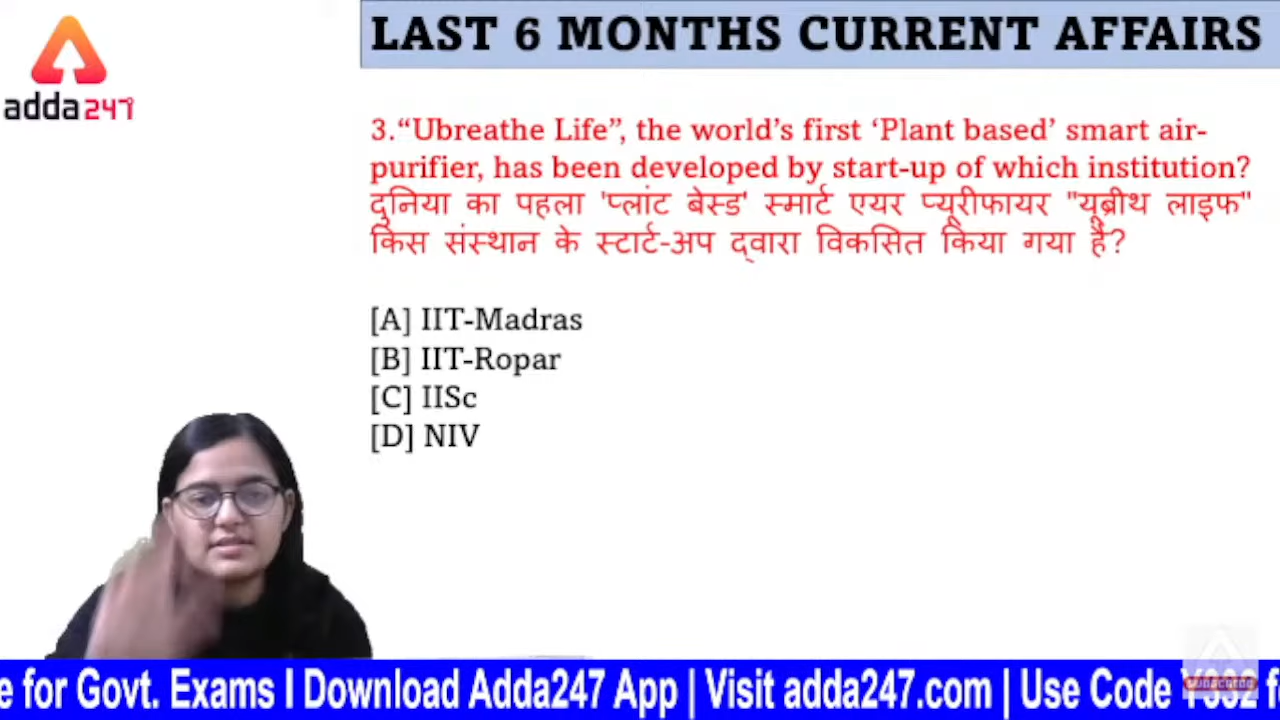 LAST 6 MONTHS CURRENT AFFAIRS
adda247
3.“Ubreathe Life”, the world’s first ‘Plant based’ smart air-
purifier, has been developed by start-up of which institution?
दुनिया का पहला 'प्लांट बेस्ड' स्मार्ट एयर प्यूरीफायर "यूब्रीथ लाइफ"
किस संस्थान के स्टार्ट-अप द्वारा विकसित किया गया है?
[A] IIT-Madras
[B] IIT-Ropar
[C] IISc
[D] NIV
e for Govt. Exams I Download Adda247 App | Visit adda247.com | Use Code
SUBSCRIBE